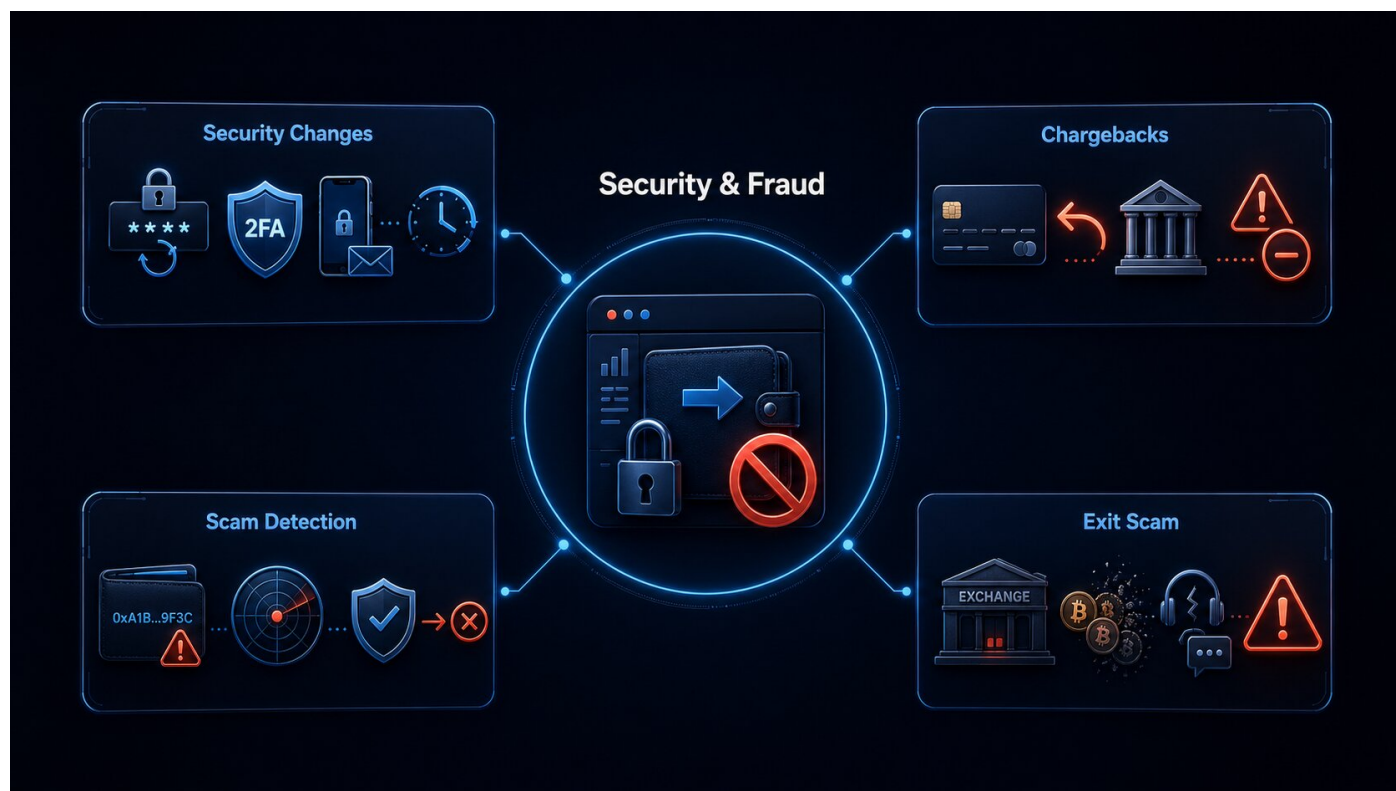 Security & Fraud
Security Changes
****
2FA
Chargebacks
Scam Detection
0xA1B...9F3C
Exit Scam
EXCHANGE